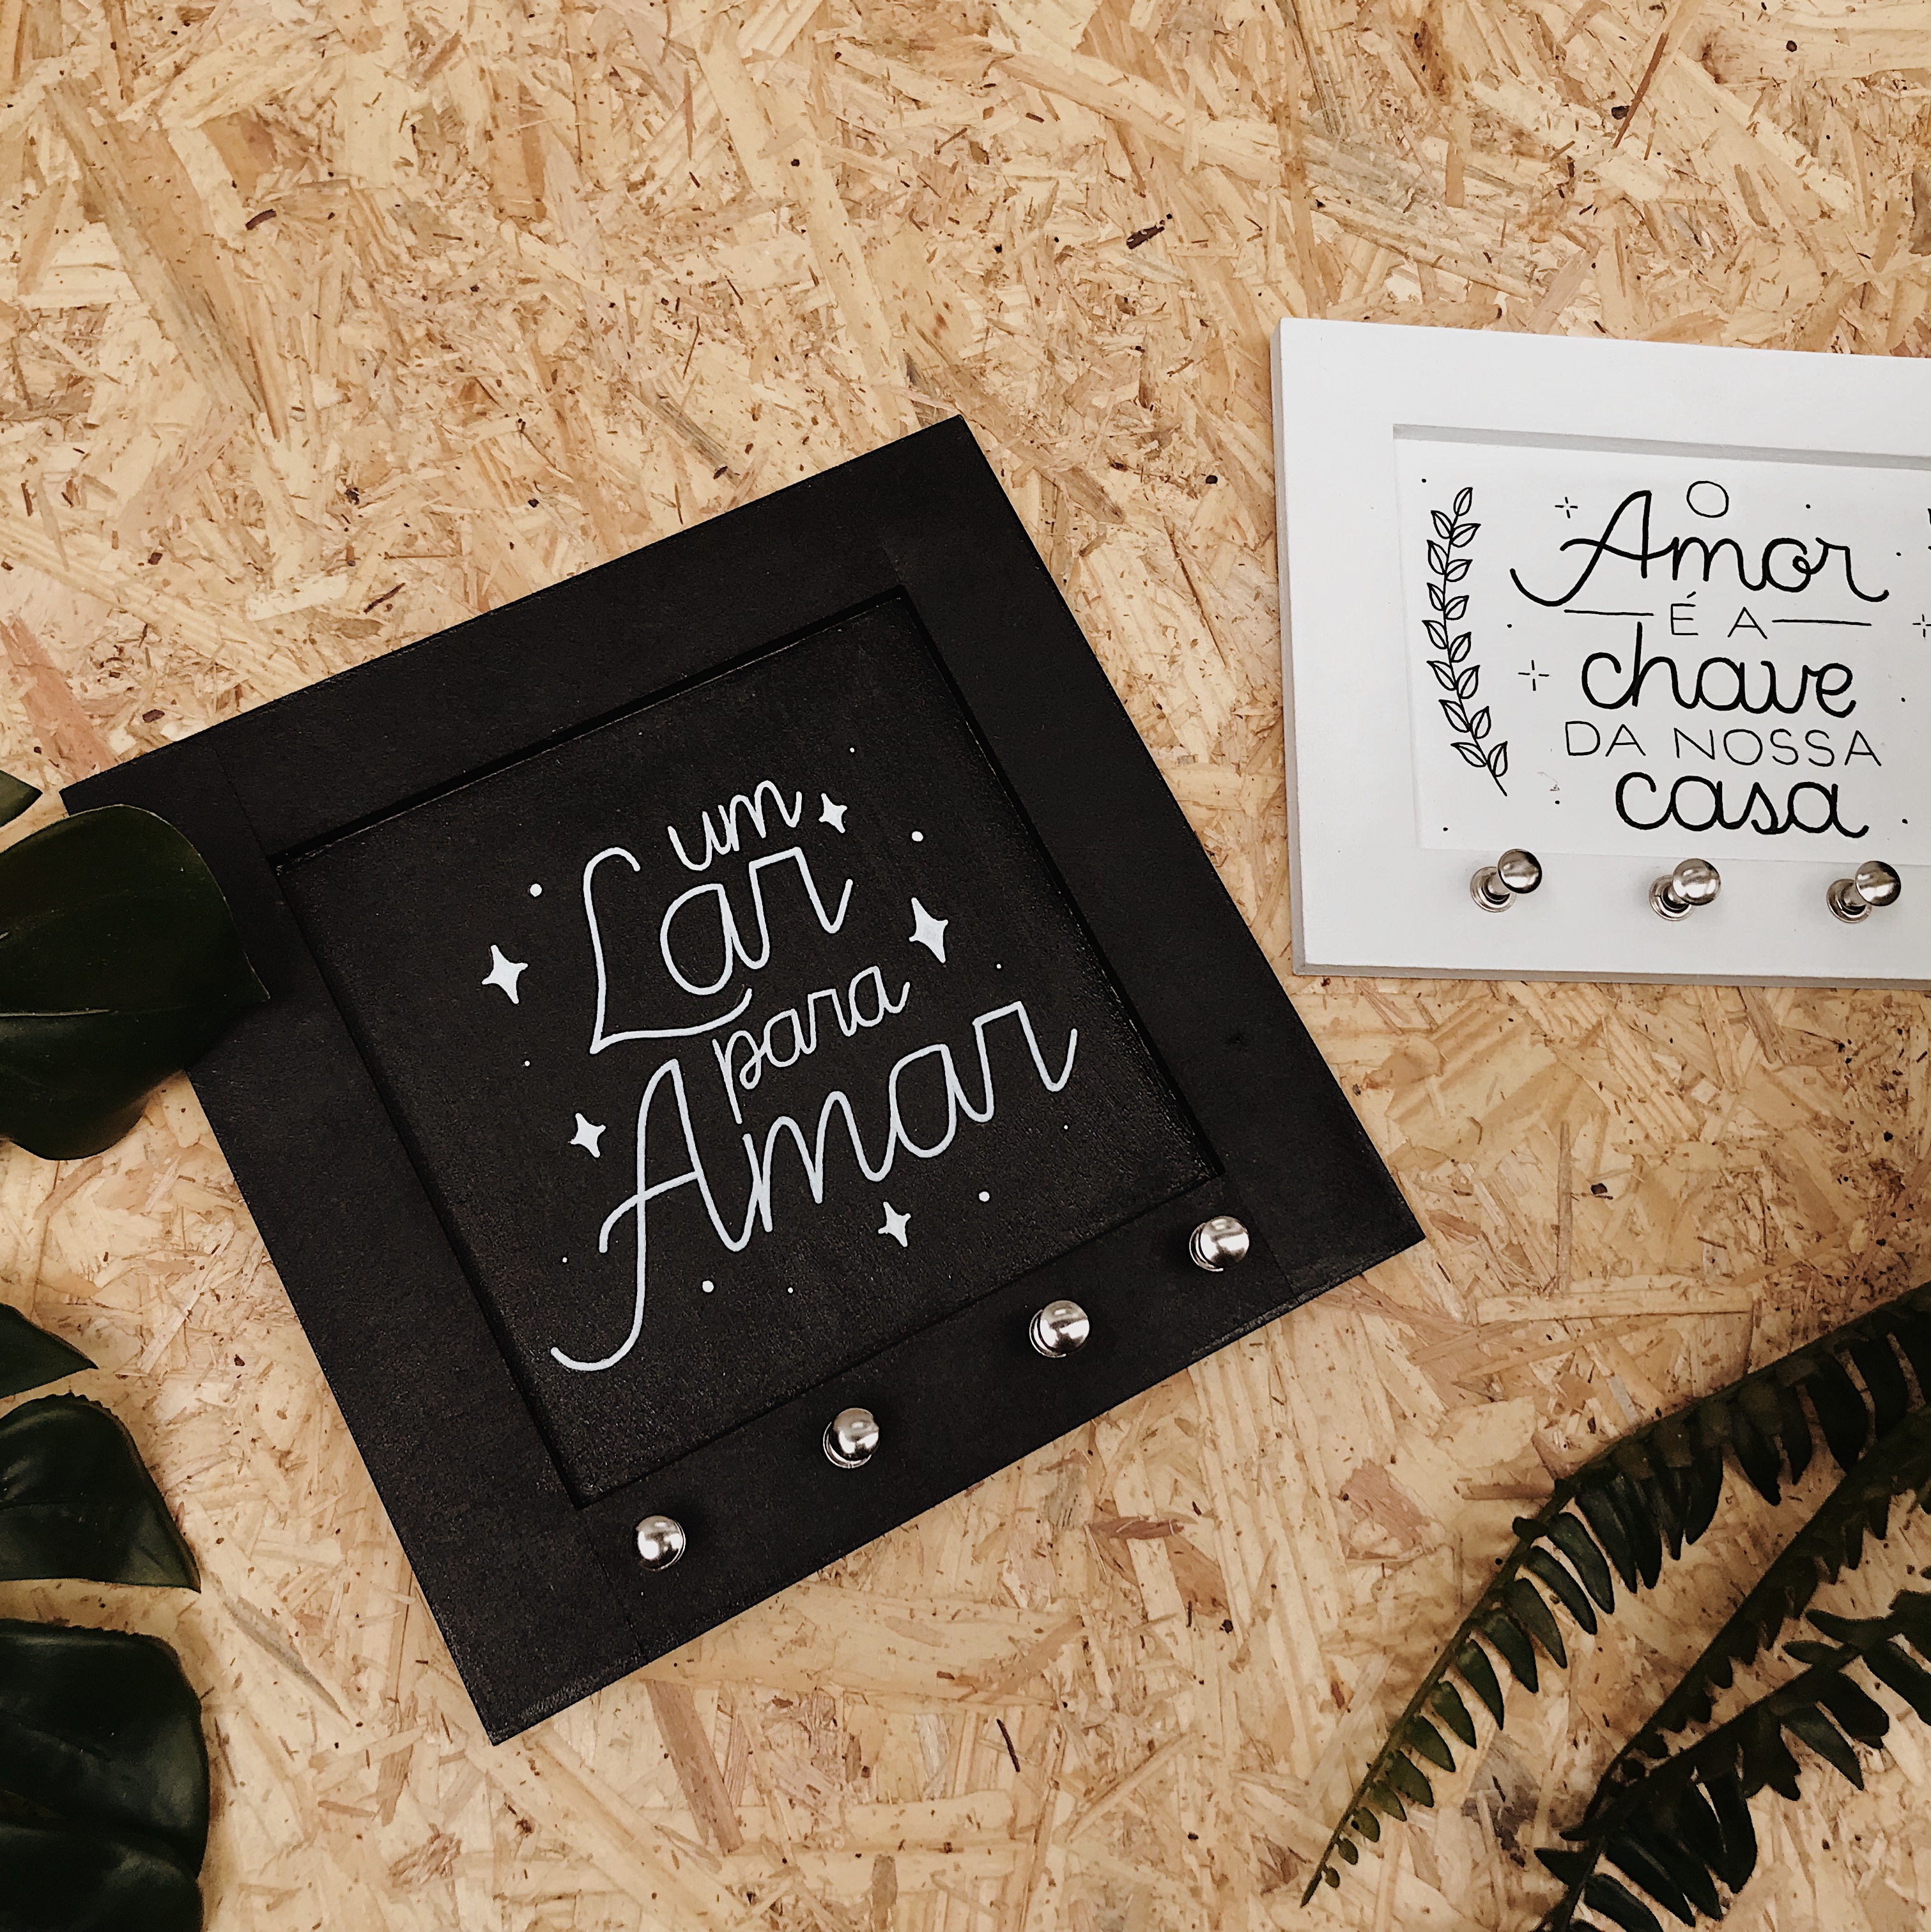 um
Lar
para
Amar
O
Amor
É A
chave
DA NOSSA
casa